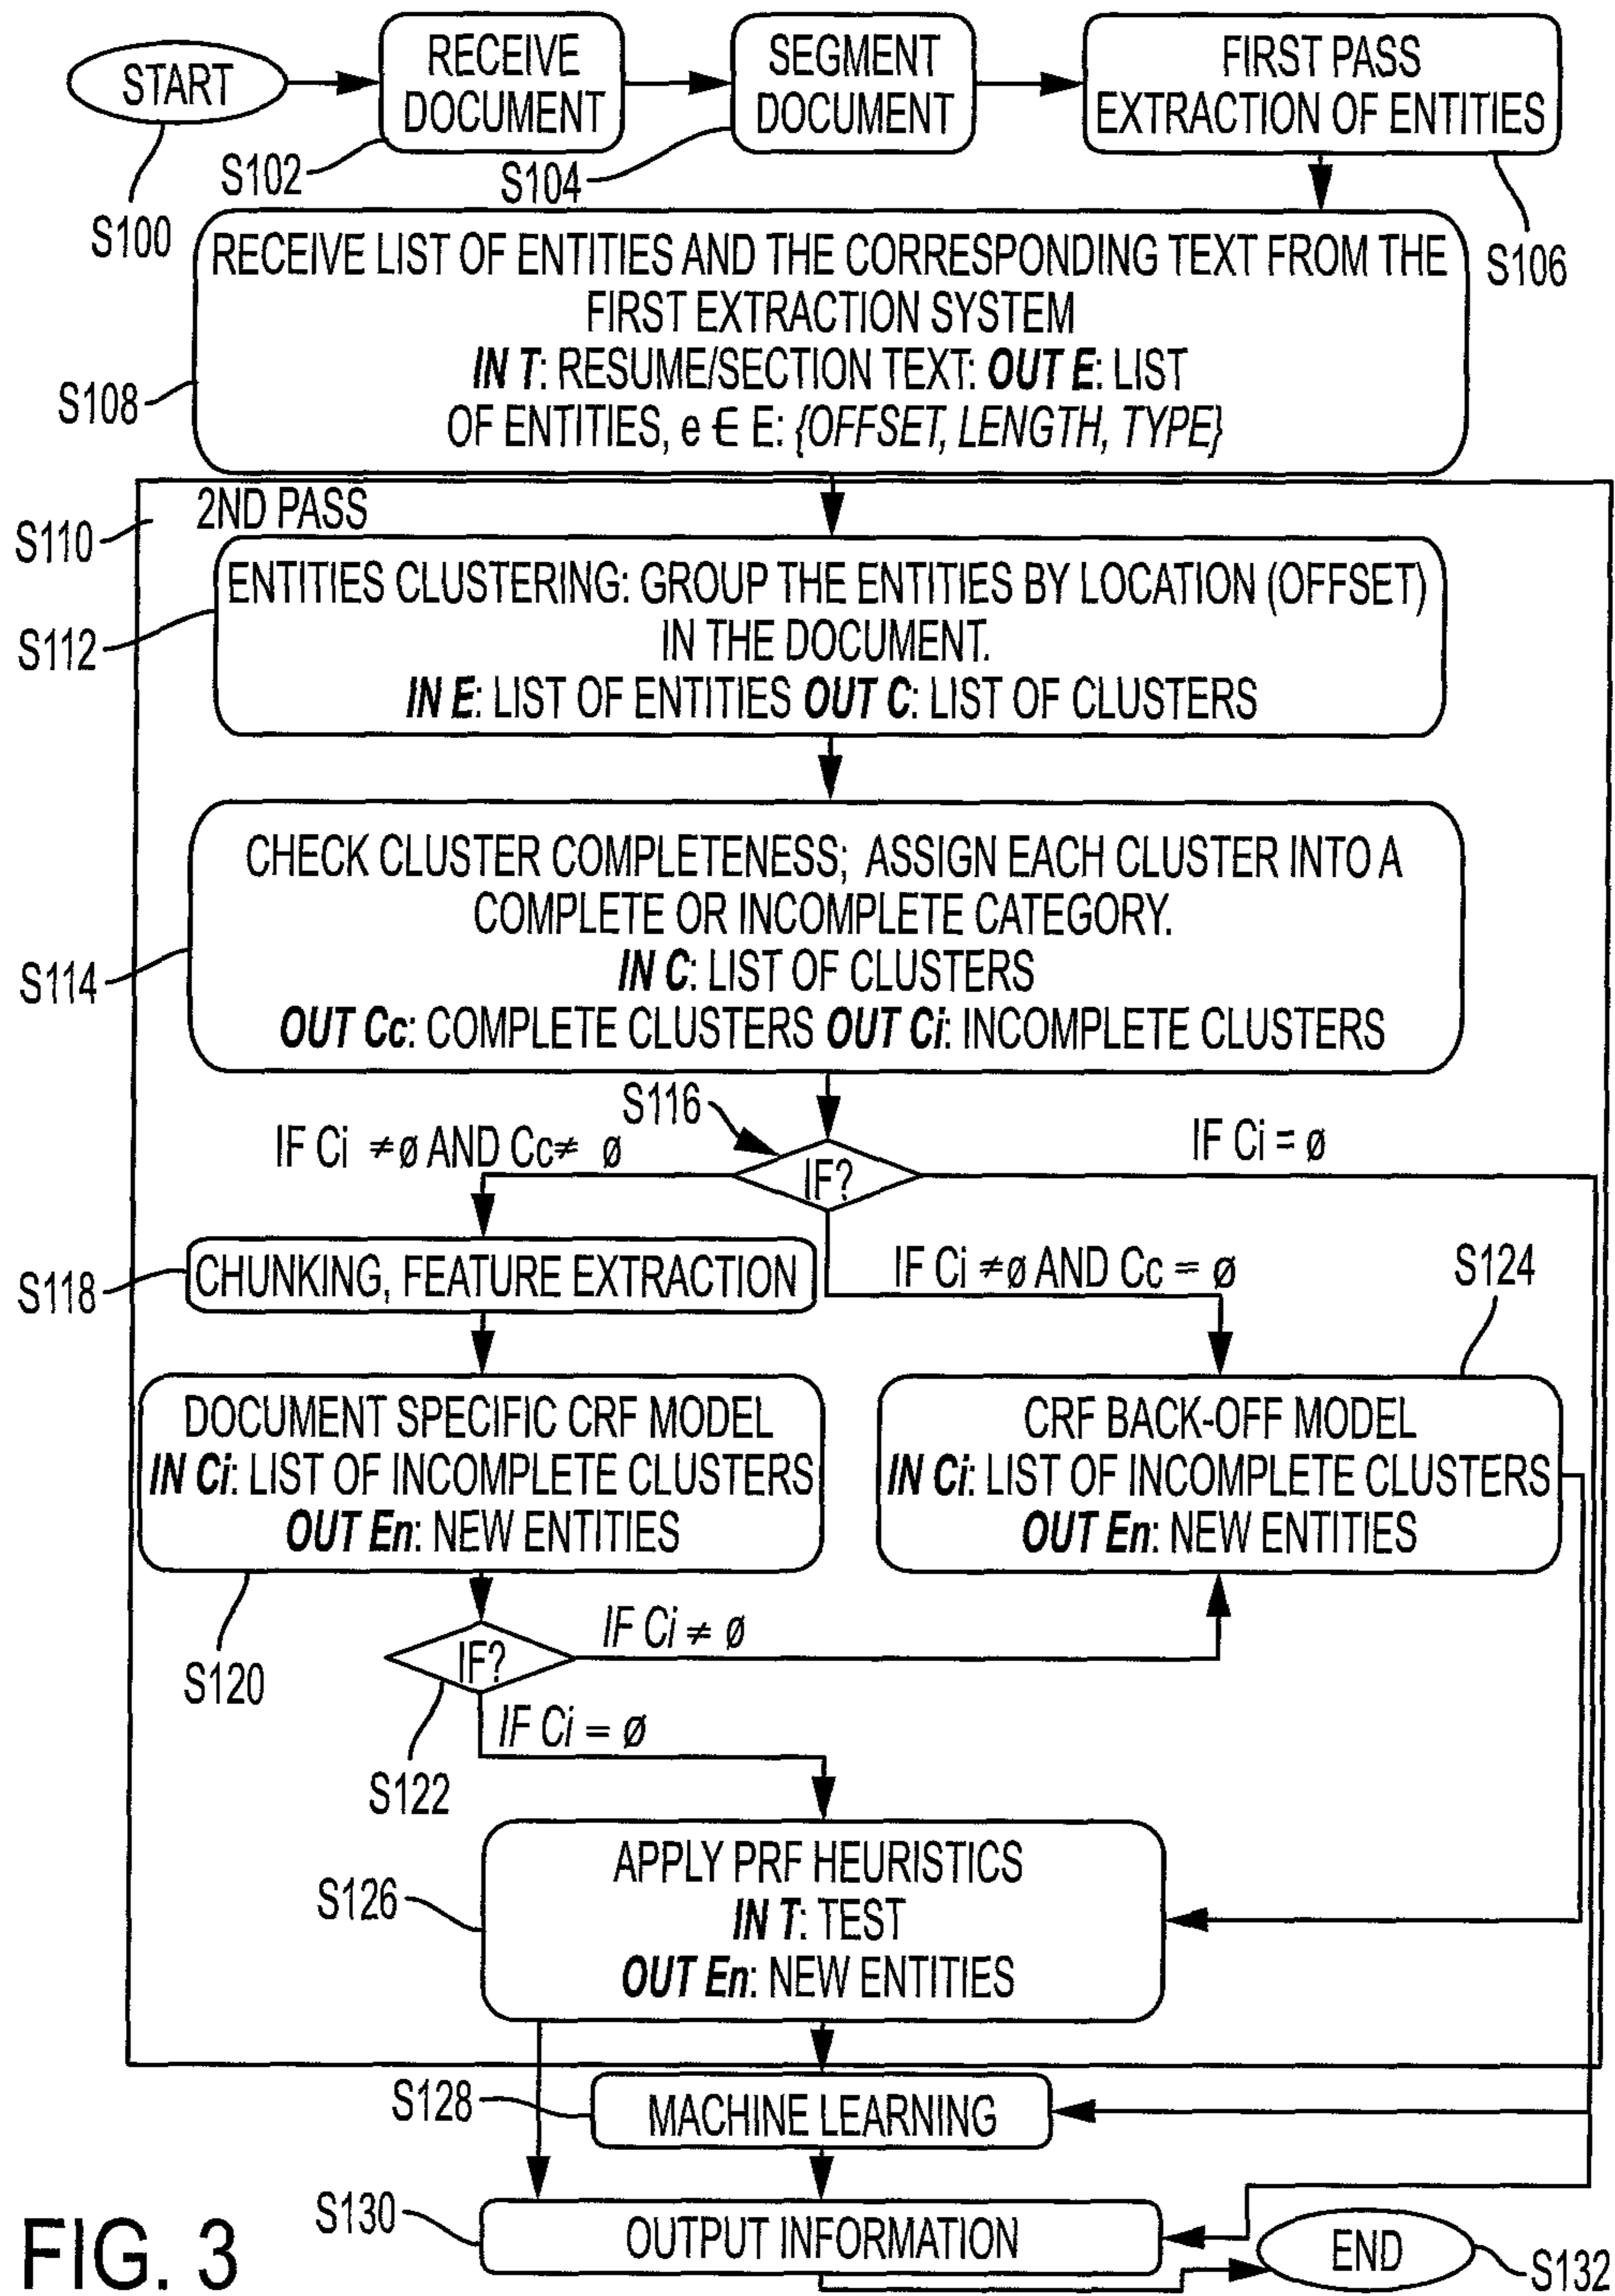 START
RECEIVE
DOCUMENT
SEGMENT
DOCUMENT
FIRST PASS
EXTRACTION OF ENTITIES
S100
S102
S104
S106
RECEIVE LIST OF ENTITIES AND THE CORRESPONDING TEXT FROM THE
FIRST EXTRACTION SYSTEM
IN T: RESUME/SECTION TEXT: OUT E: LIST
OF ENTITIES, e ∈ E: {OFFSET, LENGTH, TYPE}
S108
2ND PASS
S110
ENTITIES CLUSTERING: GROUP THE ENTITIES BY LOCATION (OFFSET)
IN THE DOCUMENT.
IN E: LIST OF ENTITIES OUT C: LIST OF CLUSTERS
S112
CHECK CLUSTER COMPLETENESS; ASSIGN EACH CLUSTER INTO A
COMPLETE OR INCOMPLETE CATEGORY.
IN C: LIST OF CLUSTERS
OUT Cc: COMPLETE CLUSTERS OUT Ci: INCOMPLETE CLUSTERS
S114
S116
IF Ci ≠ø AND Cc≠ ø
IF?
IF Ci = ø
CHUNKING, FEATURE EXTRACTION
S118
IF Ci ≠ø AND Cc = ø
S124
DOCUMENT SPECIFIC CRF MODEL
IN Ci: LIST OF INCOMPLETE CLUSTERS
OUT En: NEW ENTITIES
CRF BACK-OFF MODEL
IN Ci: LIST OF INCOMPLETE CLUSTERS
OUT En: NEW ENTITIES
S120
IF?
IF Ci ≠ ø
IF Ci = ø
S122
APPLY PRF HEURISTICS
IN T: TEST
OUT En: NEW ENTITIES
S126
MACHINE LEARNING
S128
OUTPUT INFORMATION
S130
END
S132
FIG. 3